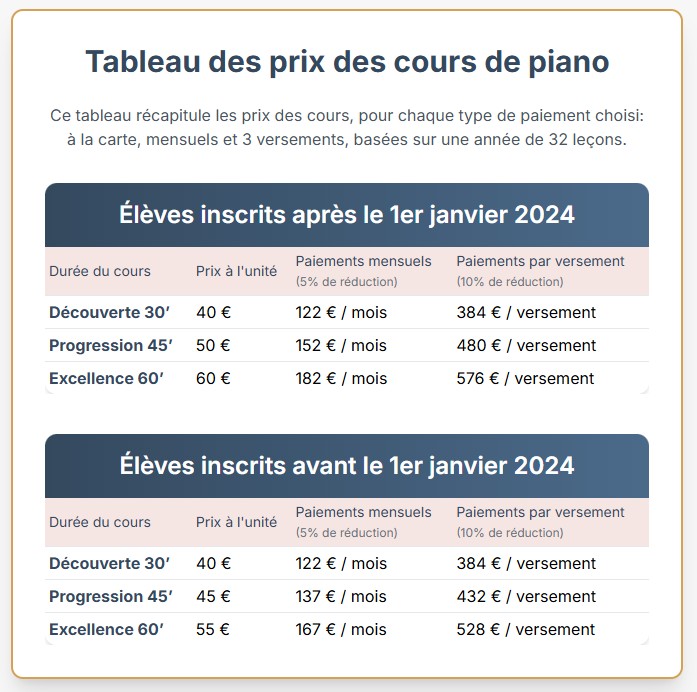 Tableau des prix des cours de piano
Ce tableau récapitule les prix des cours, pour chaque type de paiement choisi:
à la carte, mensuels et 3 versements, basées sur une année de 32 leçons.
Élèves inscrits après le 1er janvier 2024
Durée du cours Prix à l'unité Paiements mensuels (5% de réduction) Paiements par versement (10% de réduction)
Découverte 30’ 40 € 122 € / mois 384 € / versement
Progression 45’ 50 € 152 € / mois 480 € / versement
Excellence 60’ 60 € 182 € / mois 576 € / versement
Élèves inscrits avant le 1er janvier 2024
Durée du cours Prix à l'unité Paiements mensuels (5% de réduction) Paiements par versement (10% de réduction)
Découverte 30’ 40 € 122 € / mois 384 € / versement
Progression 45’ 45 € 137 € / mois 432 € / versement
Excellence 60’ 55 € 167 € / mois 528 € / versement